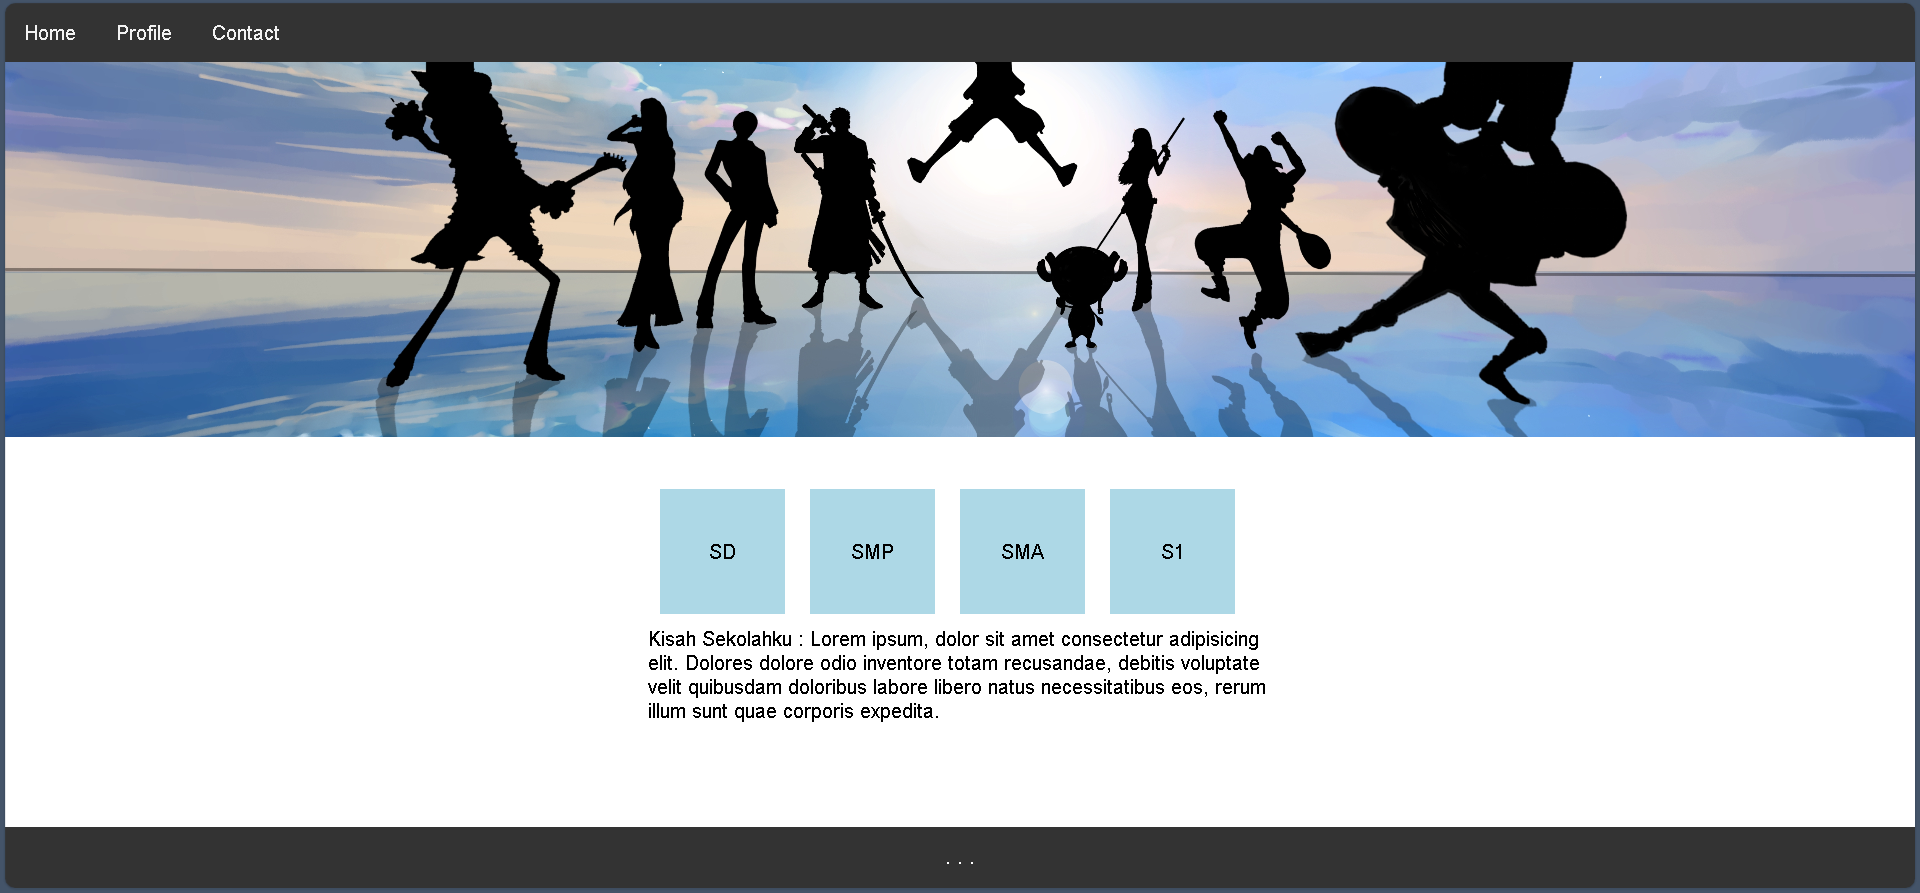 Home Profile Contact
SD SMP SMA S1
Kisah Sekolahku : Lorem ipsum, dolor sit amet consectetur adipisicing
elit. Dolores dolore odio inventore totam recusandae, debitis voluptate
velit quibusdam doloribus labore libero natus necessitatibus eos, rerum
illum sunt quae corporis expedita.
. . .